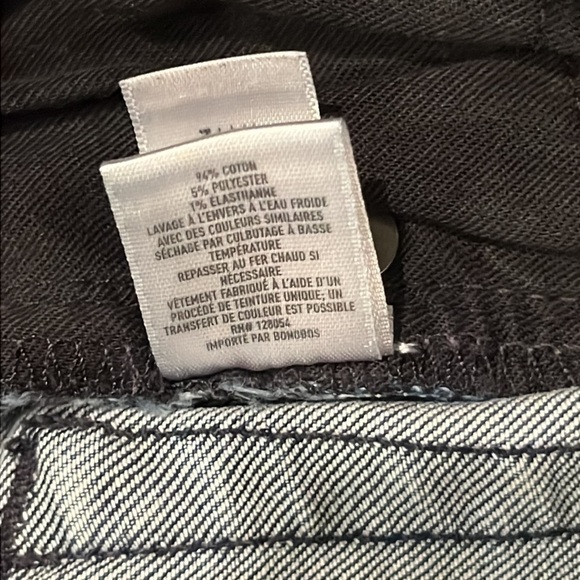 94% COTON
5% POLYESTER
1% ELASTHANNE
LAVAGE À L'ENVERS À L'EAU FROIDE
AVEC DES COULEURS SIMILAIRES
SÉCHAGE PAR CULBUTAGE À BASSE
TEMPÉRATURE
REPASSER AU FER CHAUD SI
NÉCESSAIRE
VÊTEMENT FABRIQUÉ À L'AIDE D'UN
PROCÉDÉ DE TEINTURE UNIQUE; UN
TRANSFERT DE COULEUR EST POSSIBLE
RN# 128054
IMPORTÉ PAR BONOBOS